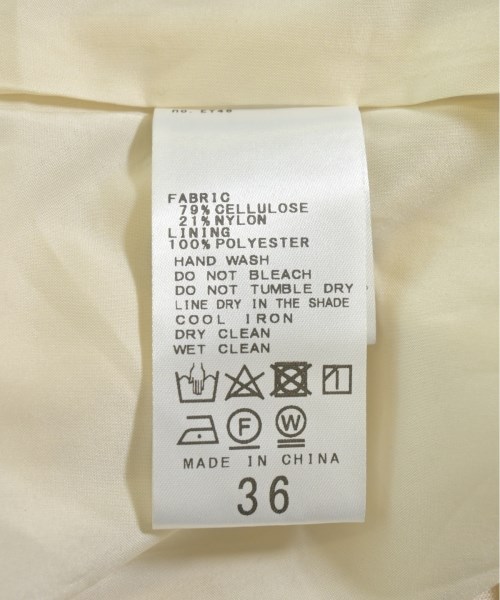 FABRIC
79% CELLULOSE
21% NYLON
LINING
100% POLYESTER
HAND WASH
DO NOT BLEACH
DO NOT TUMBLE DRY
LINE DRY IN THE SHADE
COOL IRON
DRY CLEAN
WET CLEAN
F W
MADE IN CHINA
36